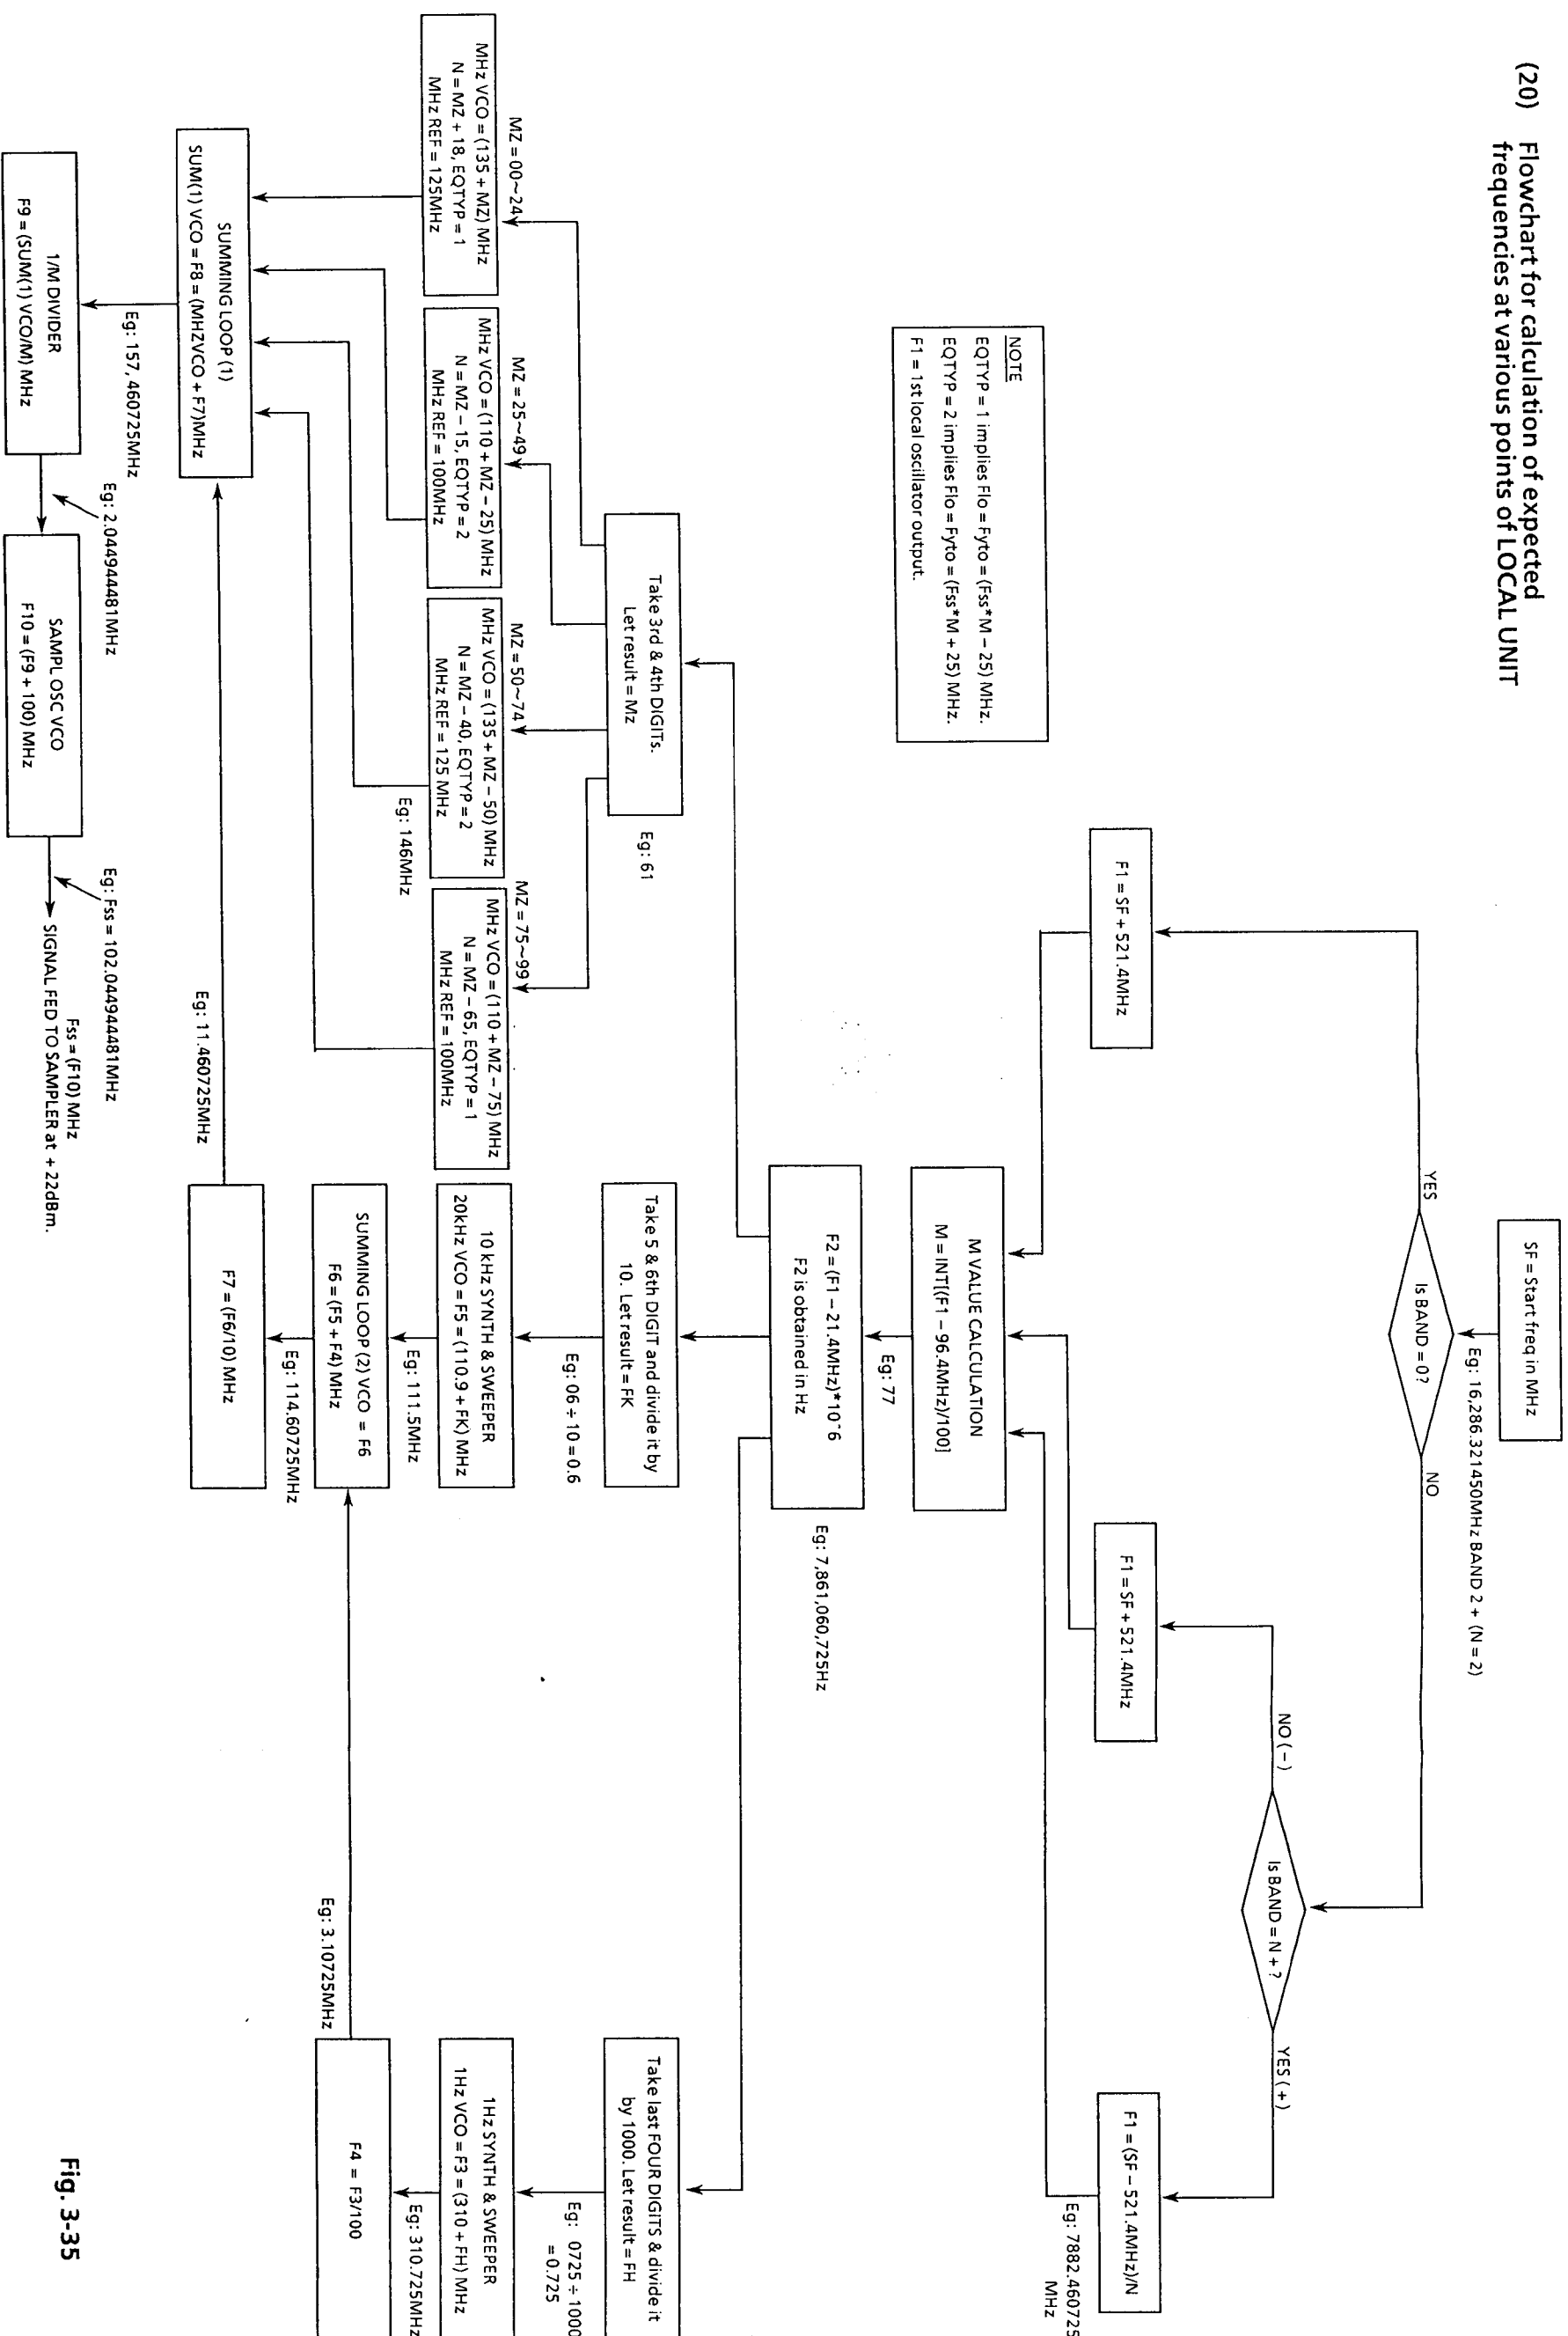 (20) Flowchart for calculation of expected
frequencies at various points of LOCAL UNIT
SF = Start freq in MHz
Eg: 16,286.321450MHz BAND 2 + (N = 2)
Is BAND = 0?
YES
NO
Is BAND = N + ?
NO ( − )
YES ( + )
F1 = SF + 521.4MHz
F1 = SF + 521.4MHz
F1 = (SF − 521.4MHz)/N
Eg: 7882.460725
MHz
NOTE
EQTYP = 1 implies Flo = Fyto = (Fss*M − 25) MHz.
EQTYP = 2 implies Flo = Fyto = (Fss*M + 25) MHz.
F1 = 1st local oscillator output.
M VALUE CALCULATION
M = INT[(F1 − 96.4MHz)/100]
Eg: 77
F2 = (F1 − 21.4MHz)*10ˆ6
F2 is obtained in Hz
Eg: 7,861,060,725Hz
Take 3rd & 4th DIGITs.
Let result = Mz
Eg: 61
Take 5 & 6th DIGIT and divide it by
10. Let result = FK
Eg: 06 ÷ 10 = 0.6
Take last FOUR DIGITS & divide it
by 1000. Let result = FH
Eg: 0725 ÷ 1000
= 0.725
MZ = 00~24
MZ = 25~49
MZ = 50~74
MZ = 75~99
MHz VCO = (135 + MZ) MHz
N = MZ + 18, EQTYP = 1
MHz REF = 125MHz
MHz VCO = (110 + MZ − 25) MHz
N = MZ − 15, EQTYP = 2
MHz REF = 100MHz
MHz VCO = (135 + MZ − 50) MHz
N = MZ − 40, EQTYP = 2
MHz REF = 125 MHz
Eg: 146MHz
MHz VCO = (110 + MZ − 75) MHz
N = MZ − 65, EQTYP = 1
MHz REF = 100MHz
10 kHz SYNTH & SWEEPER
20kHz VCO = F5 = (110.9 + FK) MHz
Eg: 111.5MHz
1Hz SYNTH & SWEEPER
1Hz VCO = F3 = (310 + FH) MHz
Eg: 310.725MHz
SUMMING LOOP (2) VCO = F6
F6 = (F5 + F4) MHz
Eg: 114.60725MHz
Eg: 3.10725MHz
F4 = F3/100
SUMMING LOOP (1)
SUM(1) VCO = F8 = (MHZVCO + F7)MHz
Eg: 157, 460725MHz
Eg: 11.460725MHz
F7 = (F6/10) MHz
1/M DIVIDER
F9 = (SUM(1) VCO/M) MHz
Eg: 2.044944481MHz
SAMPL OSC VCO
F10 = (F9 + 100) MHz
Eg: Fss = 102.044944481MHz
Fss = (F10) MHz
SIGNAL FED TO SAMPLER at + 22dBm.
Fig. 3-35